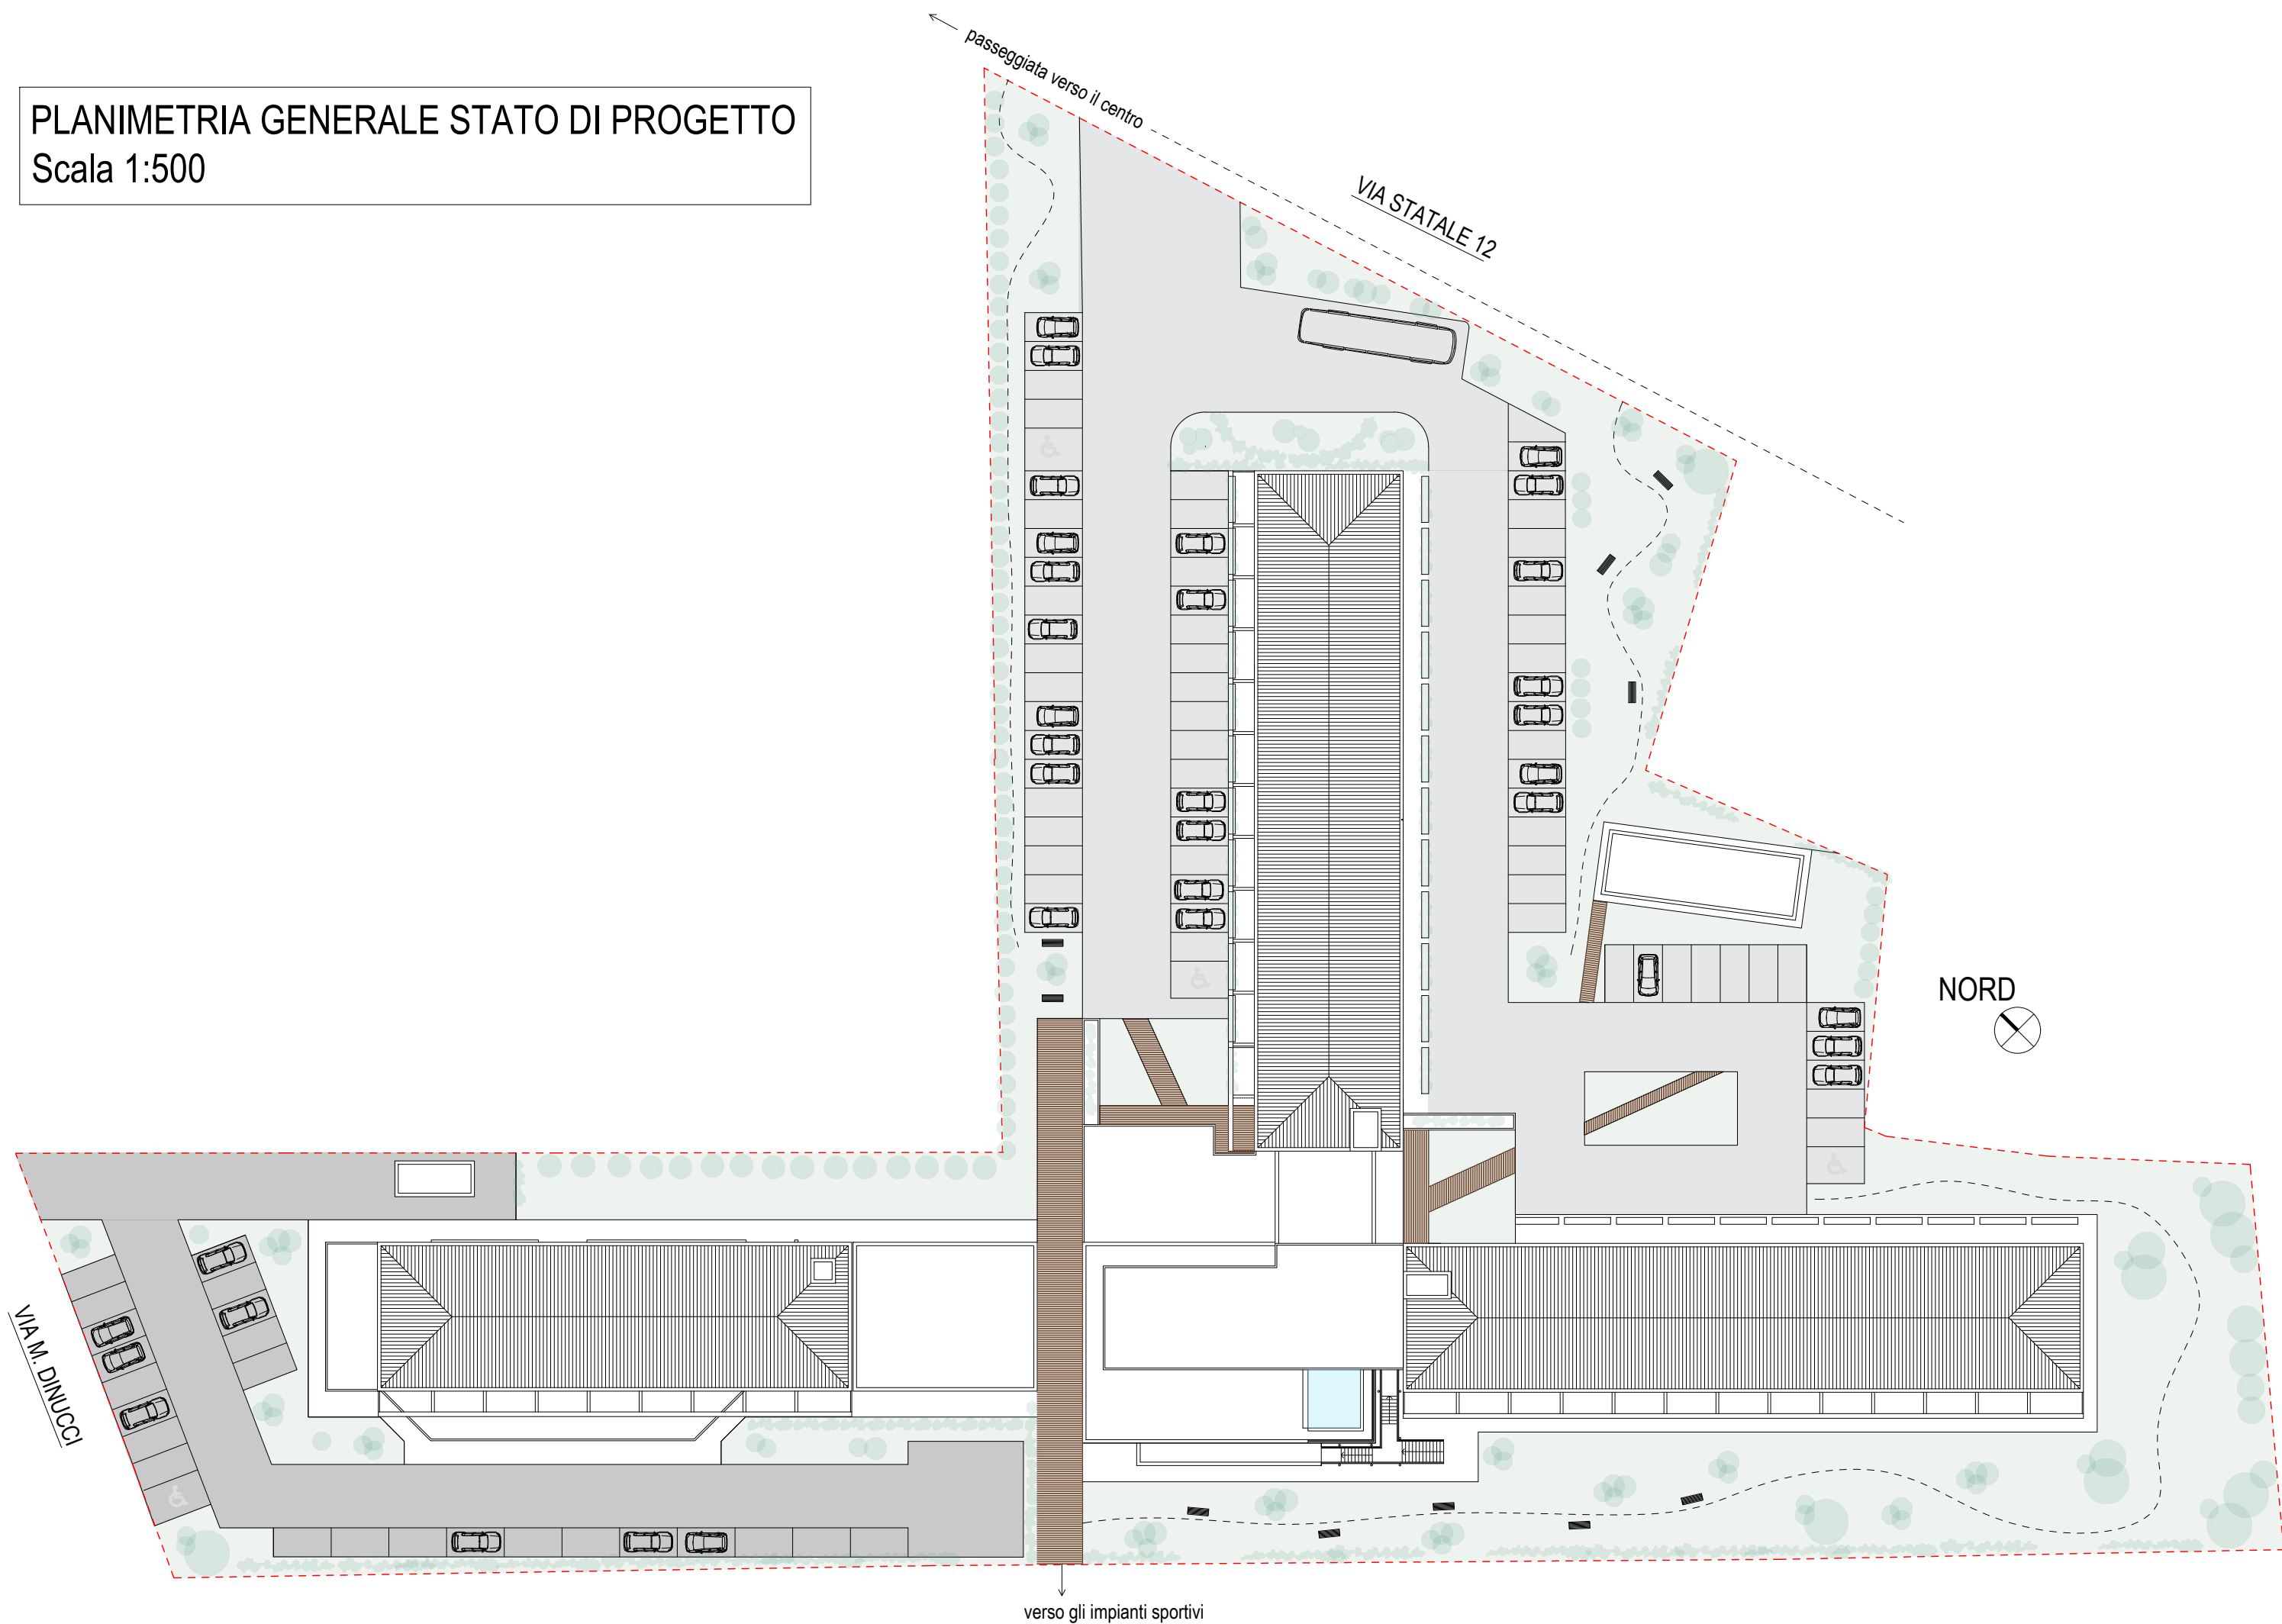 passeggiata verso il centro
PLANIMETRIA GENERALE STATO DI PROGETTO
Scala 1:500
VIA STATALE 12
NORD
VIA M. DINUCCI
verso gli impianti sportivi